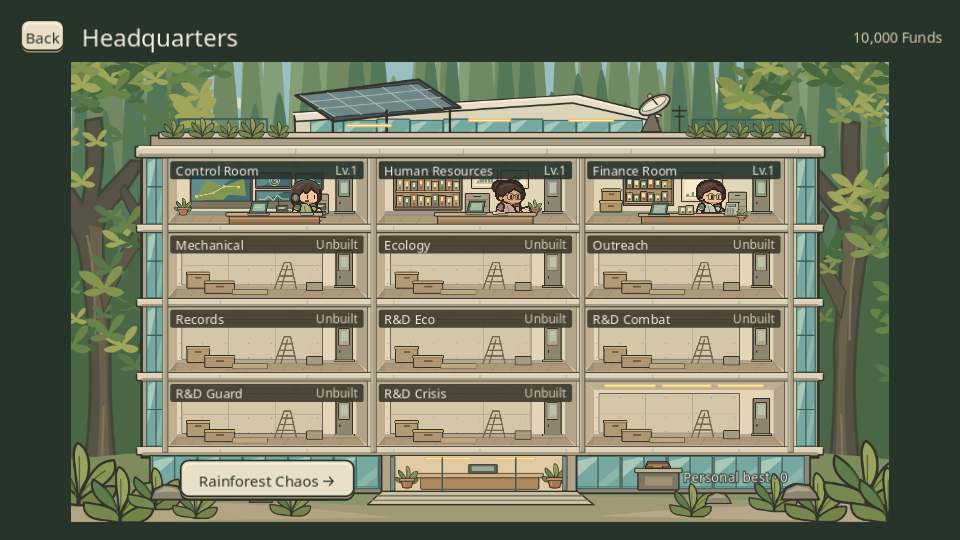 Back
Headquarters
10,000 Funds
Control Room Lv.1
Human Resources Lv.1
Finance Room Lv.1
Mechanical Unbuilt
Ecology Unbuilt
Outreach Unbuilt
Records Unbuilt
R&D Eco Unbuilt
R&D Combat Unbuilt
R&D Guard Unbuilt
R&D Crisis Unbuilt
Rainforest Chaos →
Personal best: 0